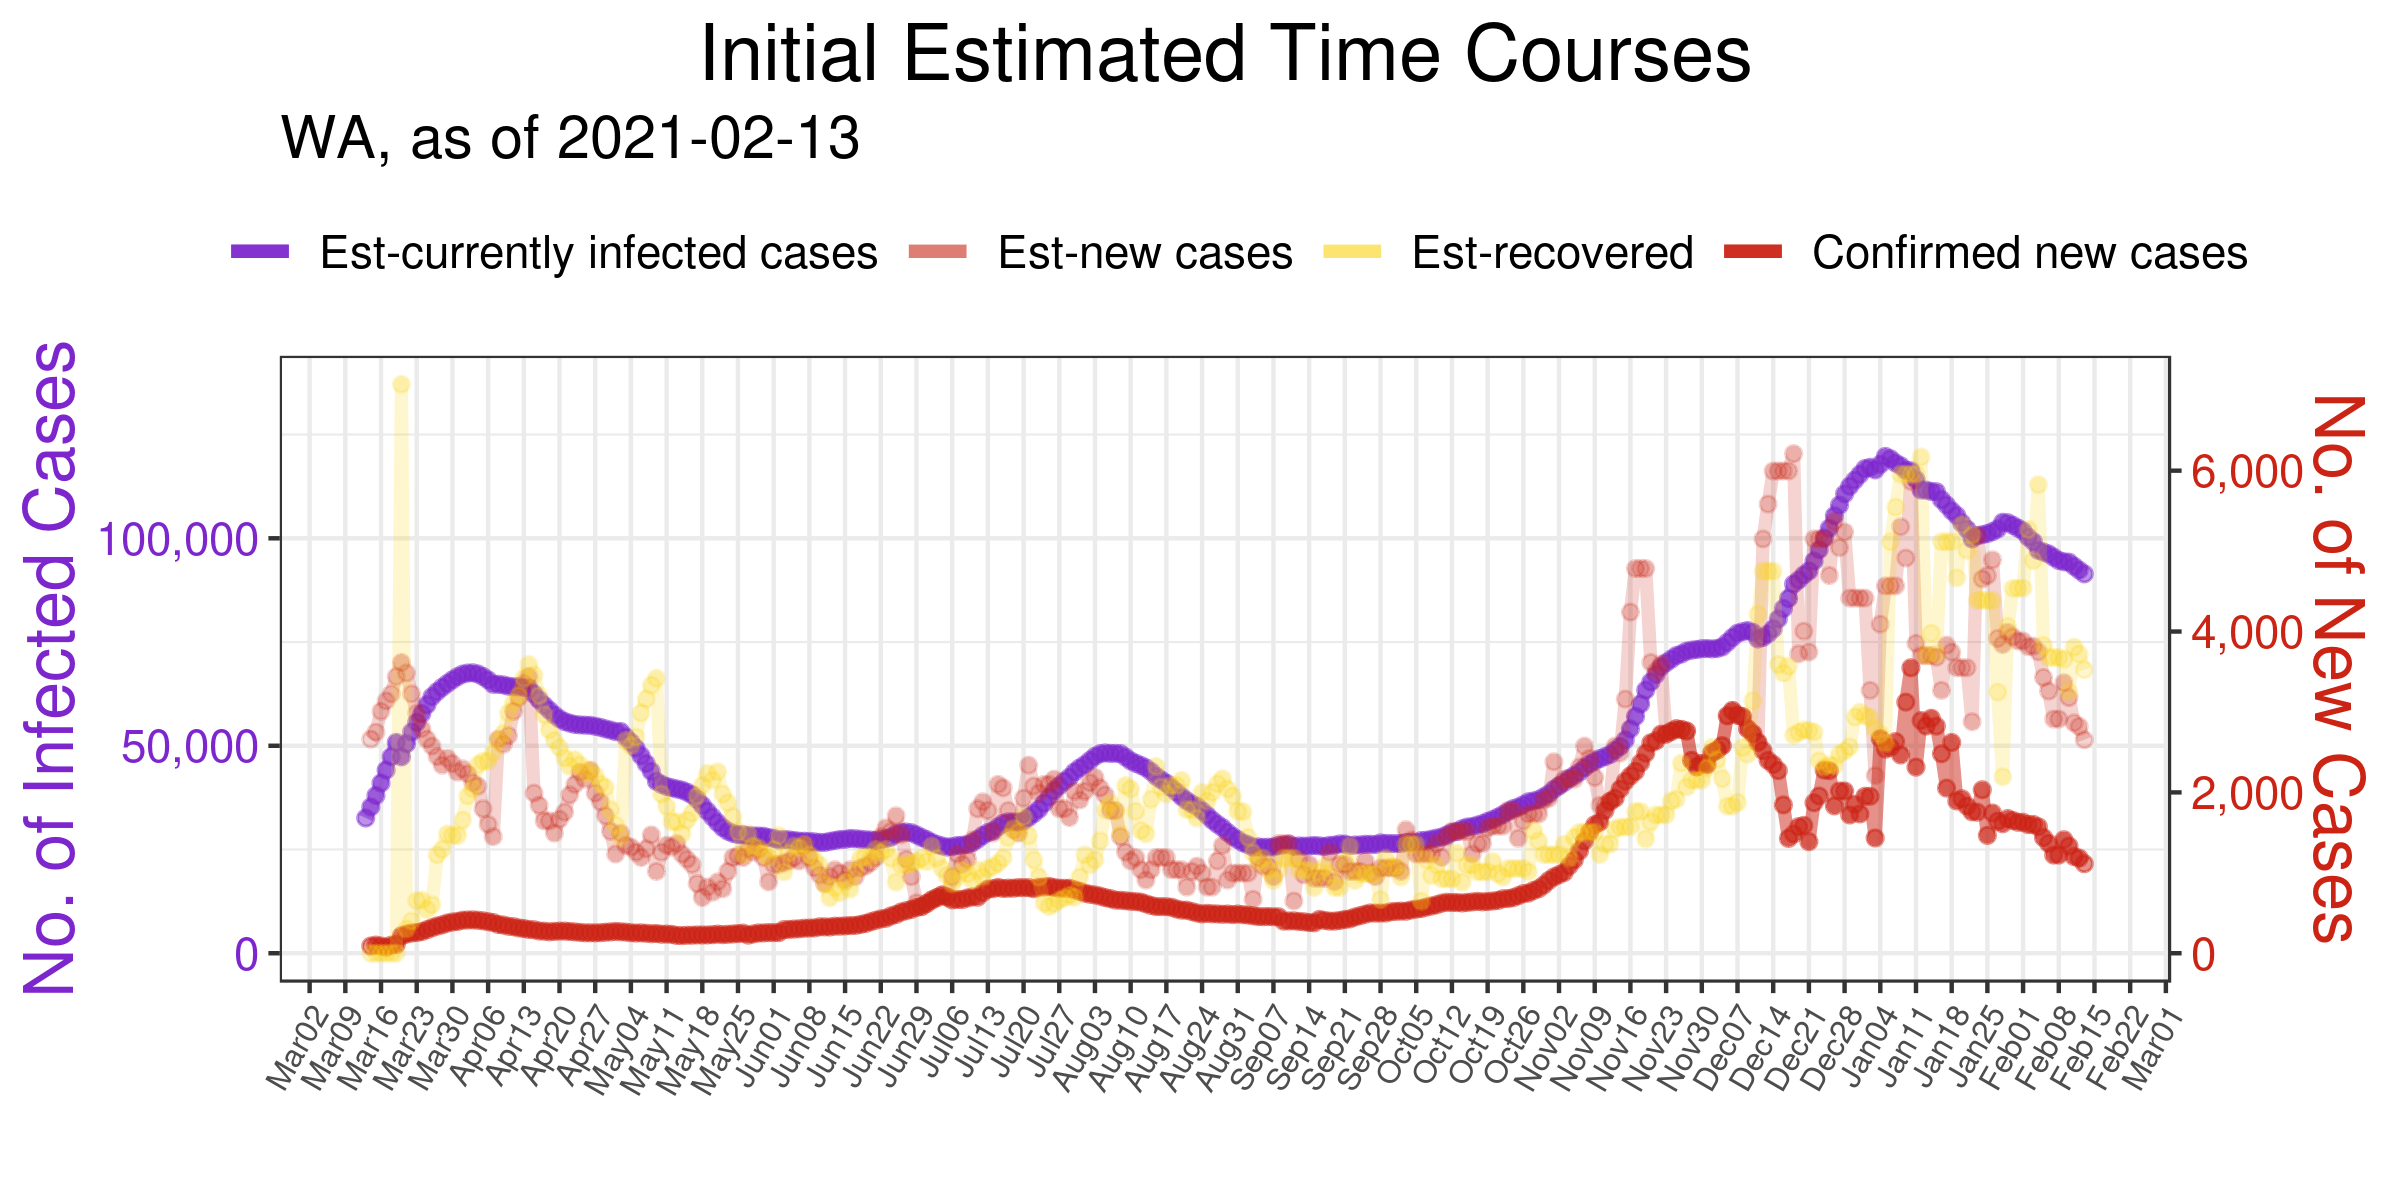 Initial Estimated Time Courses
WA, as of 2021-02-13
Est-currently infected cases
Est-new cases
Est-recovered
Confirmed new cases
No. of Infected Cases
100,000
50,000
0
6,000
4,000
2,000
0
No. of New Cases
Mar02
Mar09
Mar16
Mar23
Mar30
Apr06
Apr13
Apr20
Apr27
May04
May11
May18
May25
Jun01
Jun08
Jun15
Jun22
Jun29
Jul06
Jul13
Jul20
Jul27
Aug03
Aug10
Aug17
Aug24
Aug31
Sep07
Sep14
Sep21
Sep28
Oct05
Oct12
Oct19
Oct26
Nov02
Nov09
Nov16
Nov23
Nov30
Dec07
Dec14
Dec21
Dec28
Jan04
Jan11
Jan18
Jan25
Feb01
Feb08
Feb15
Feb22
Mar01